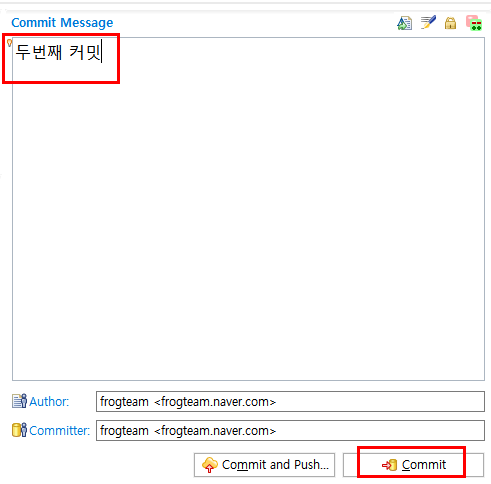 Commit Message
두번째 커밋
Author:
frogteam <frogteam.naver.com>
Committer:
frogteam <frogteam.naver.com>
Commit and Push...
Commit